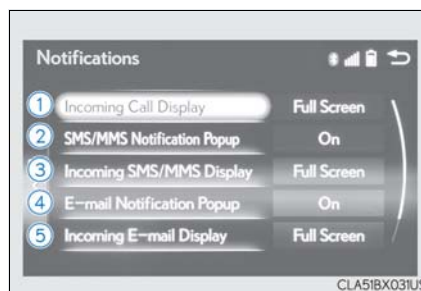 Notifications
1 Incoming Call Display Full Screen
2 SMS/MMS Notification Popup On
3 Incoming SMS/MMS Display Full Screen
4 E-mail Notification Popup On
5 Incoming E-mail Display Full Screen
CLA51BX031US